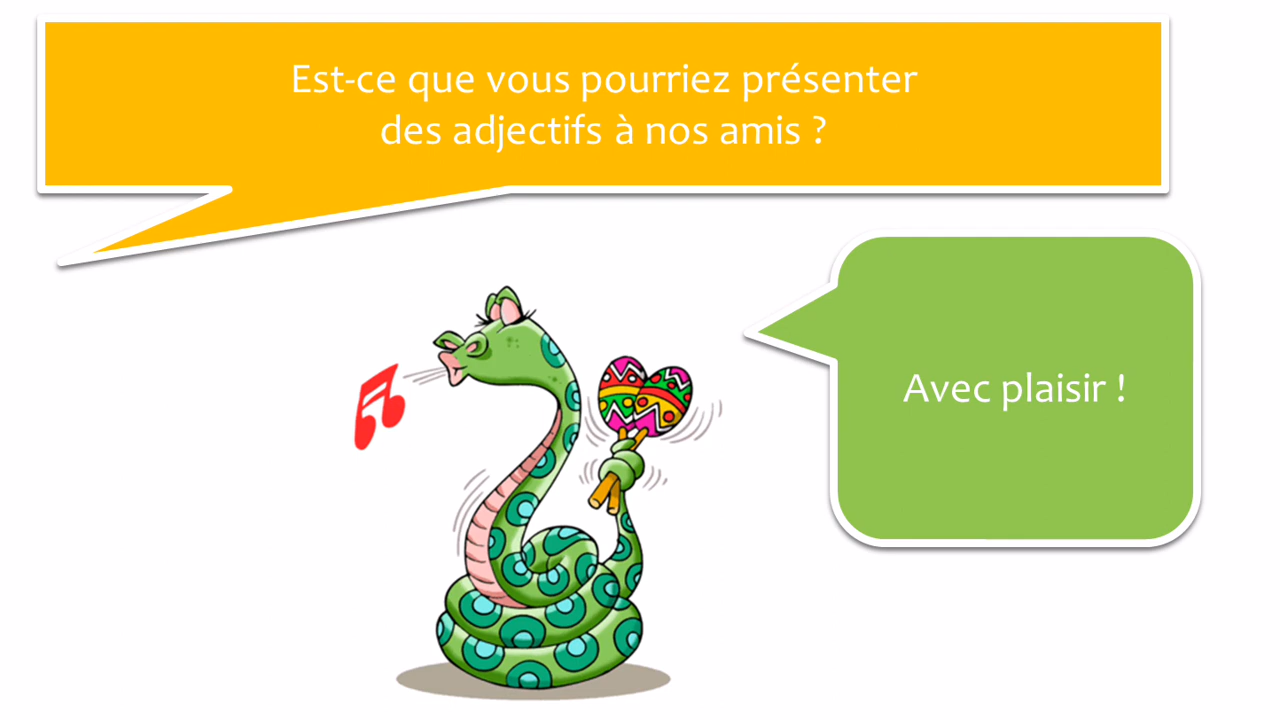 Est-ce que vous pourriez présenter
des adjectifs à nos amis ?
Avec plaisir !